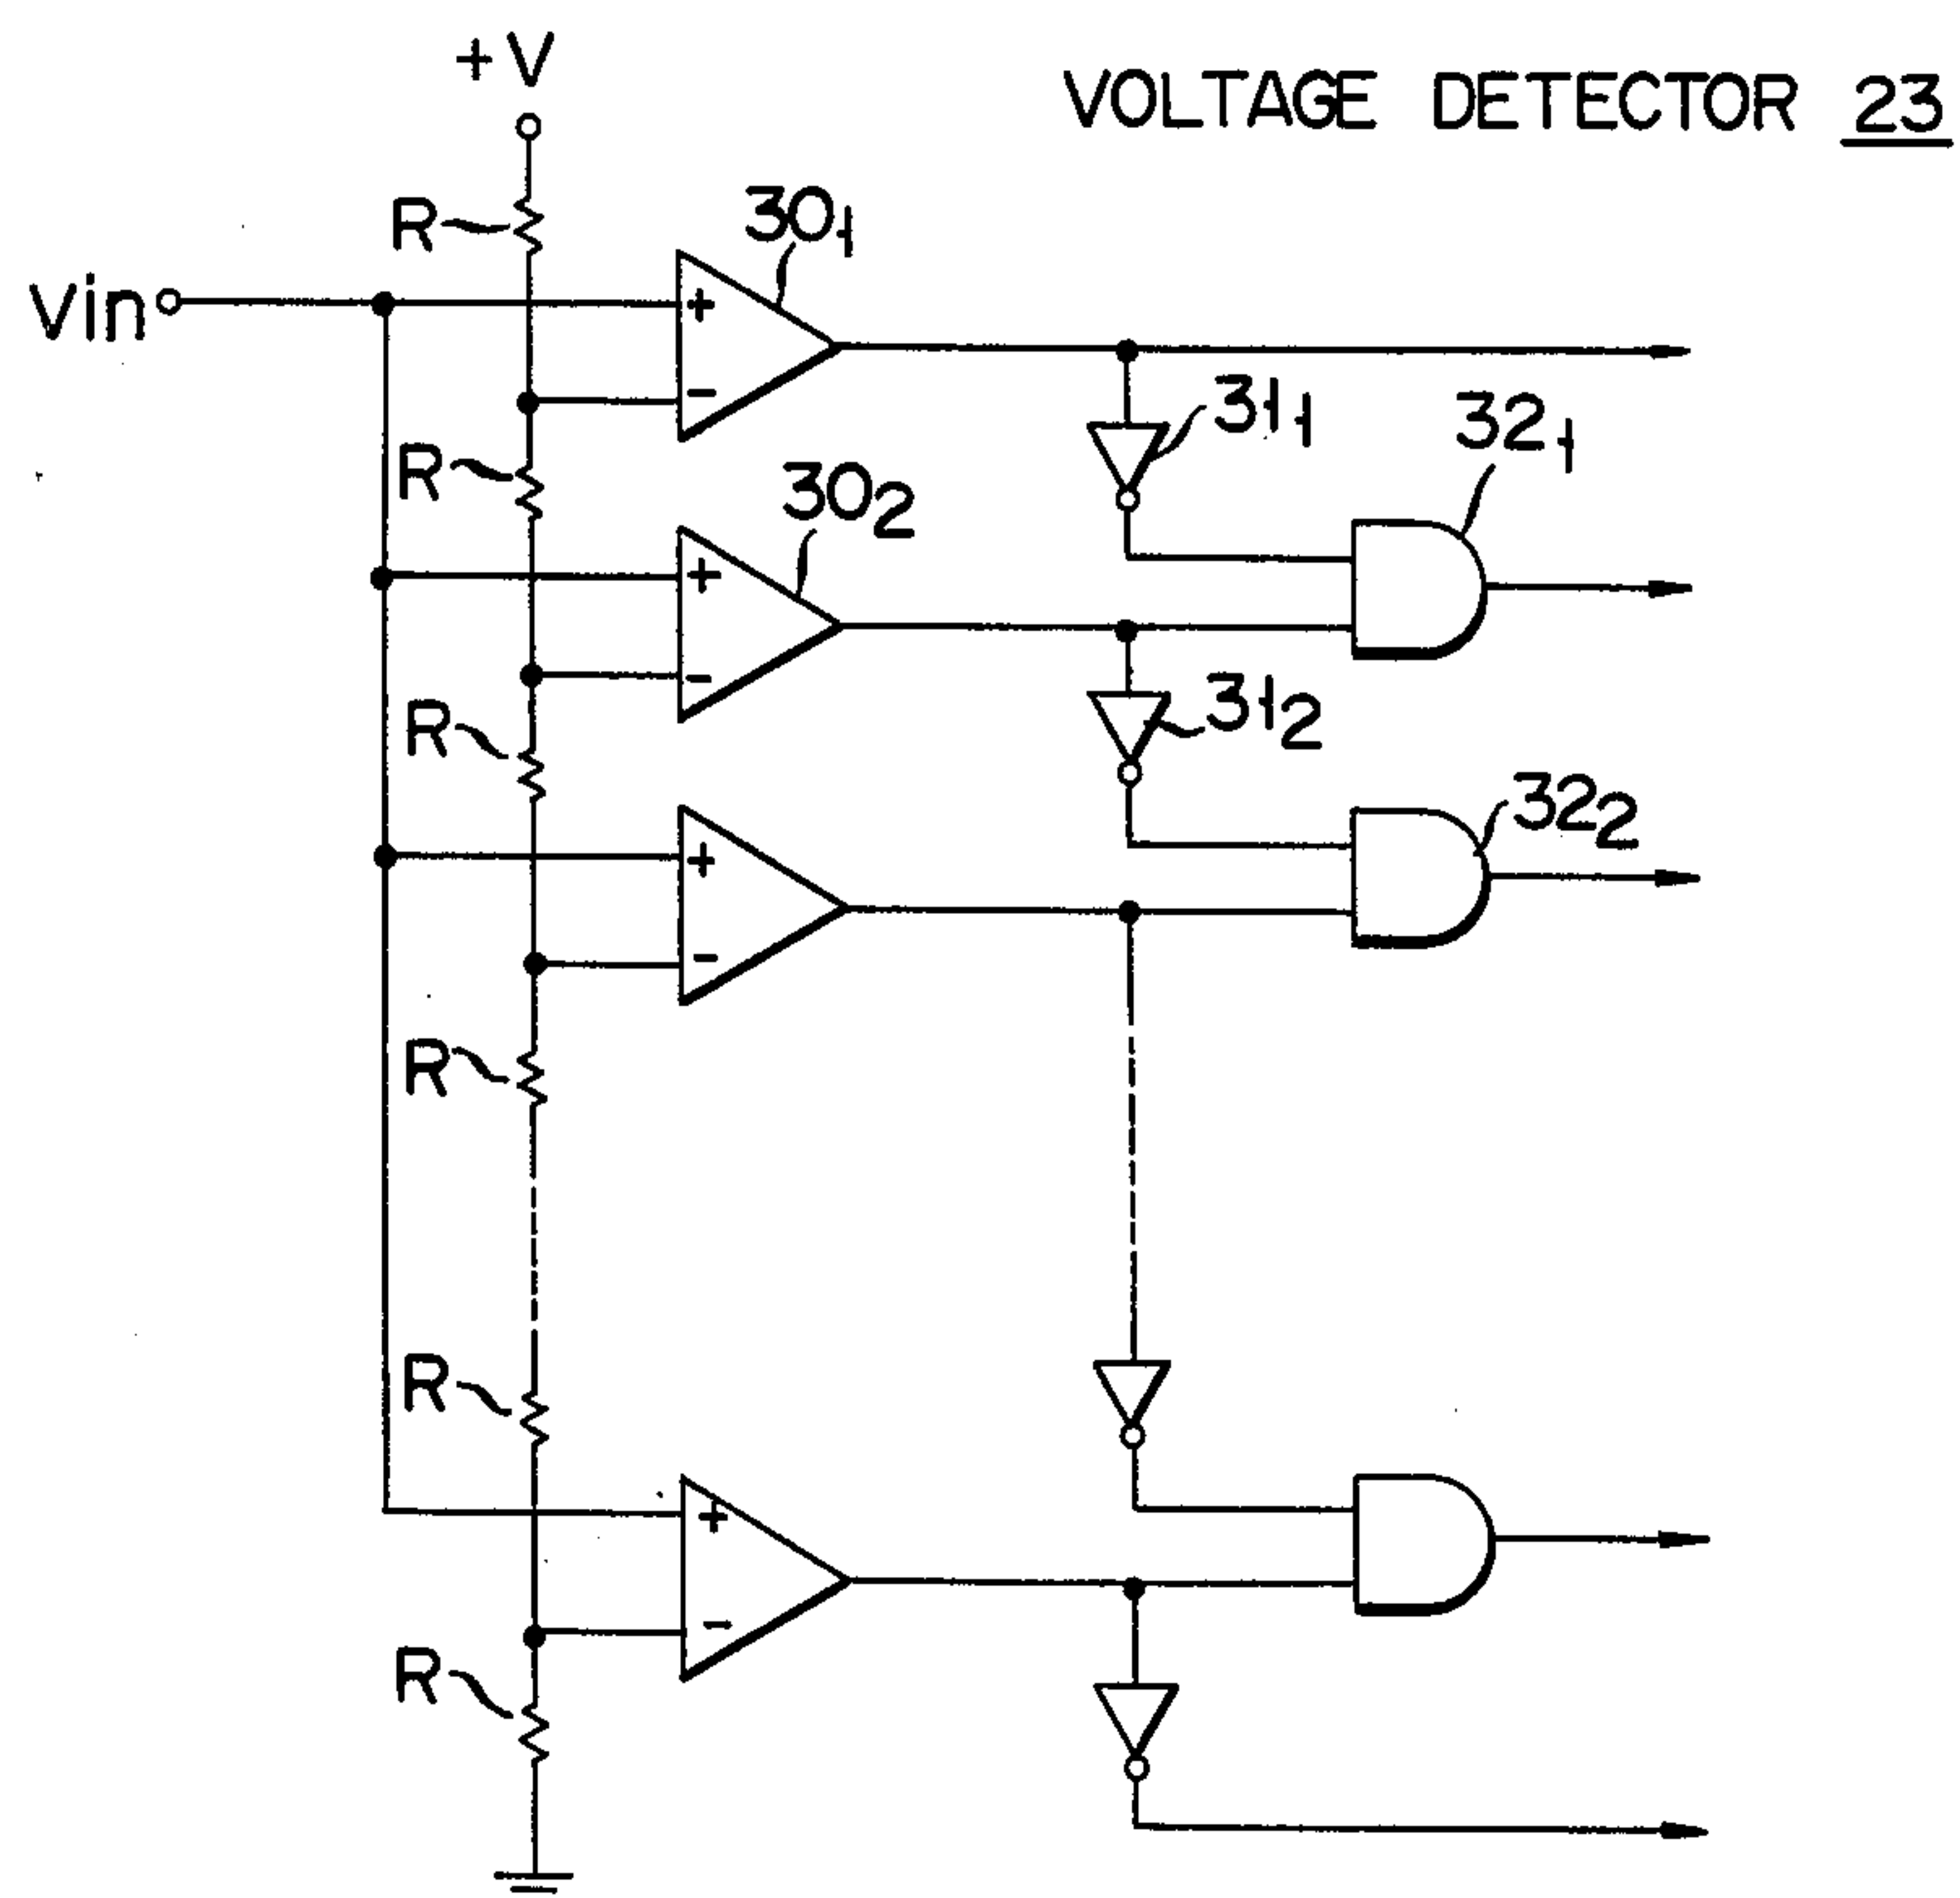 +V
VOLTAGE DETECTOR 23
R
30₁
Vin
+
-
31₁
32₁
R
30₂
+
-
31₂
R
32₂
+
-
R
R
+
-
R